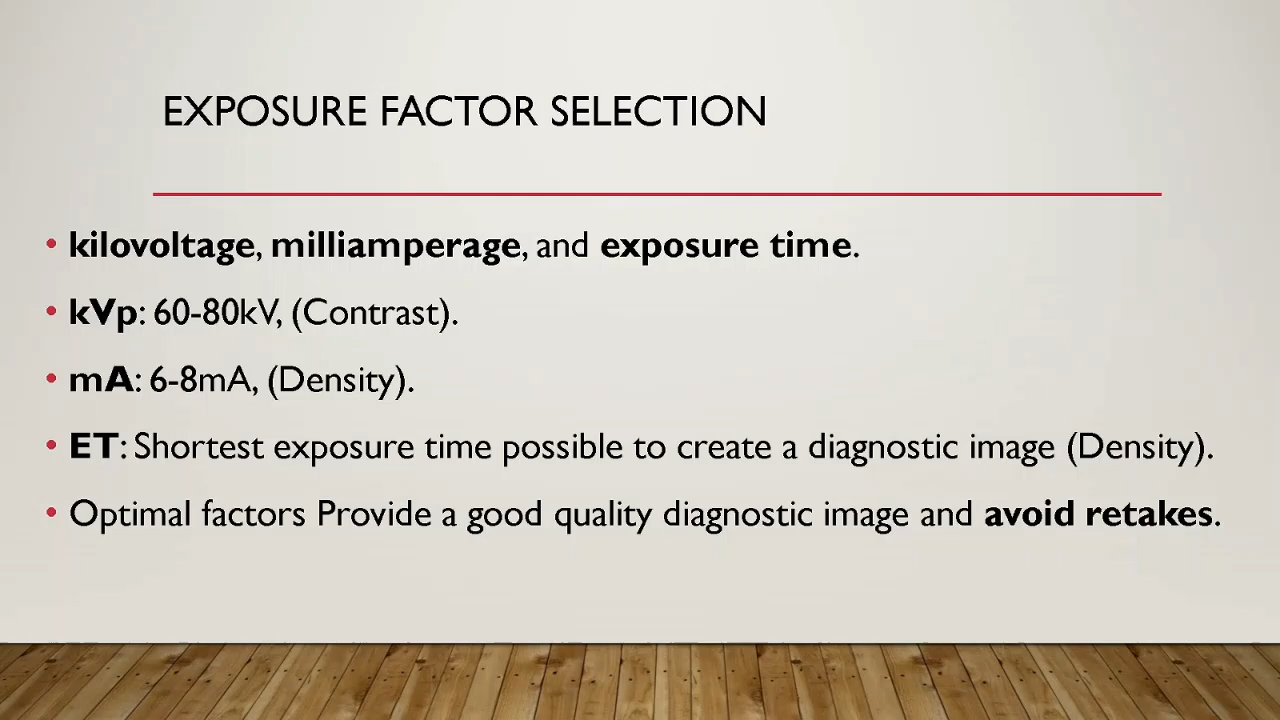 EXPOSURE FACTOR SELECTION
• kilovoltage, milliamperage, and exposure time.
• kVp: 60-80kV, (Contrast).
• mA: 6-8mA, (Density).
• ET: Shortest exposure time possible to create a diagnostic image (Density).
• Optimal factors Provide a good quality diagnostic image and avoid retakes.